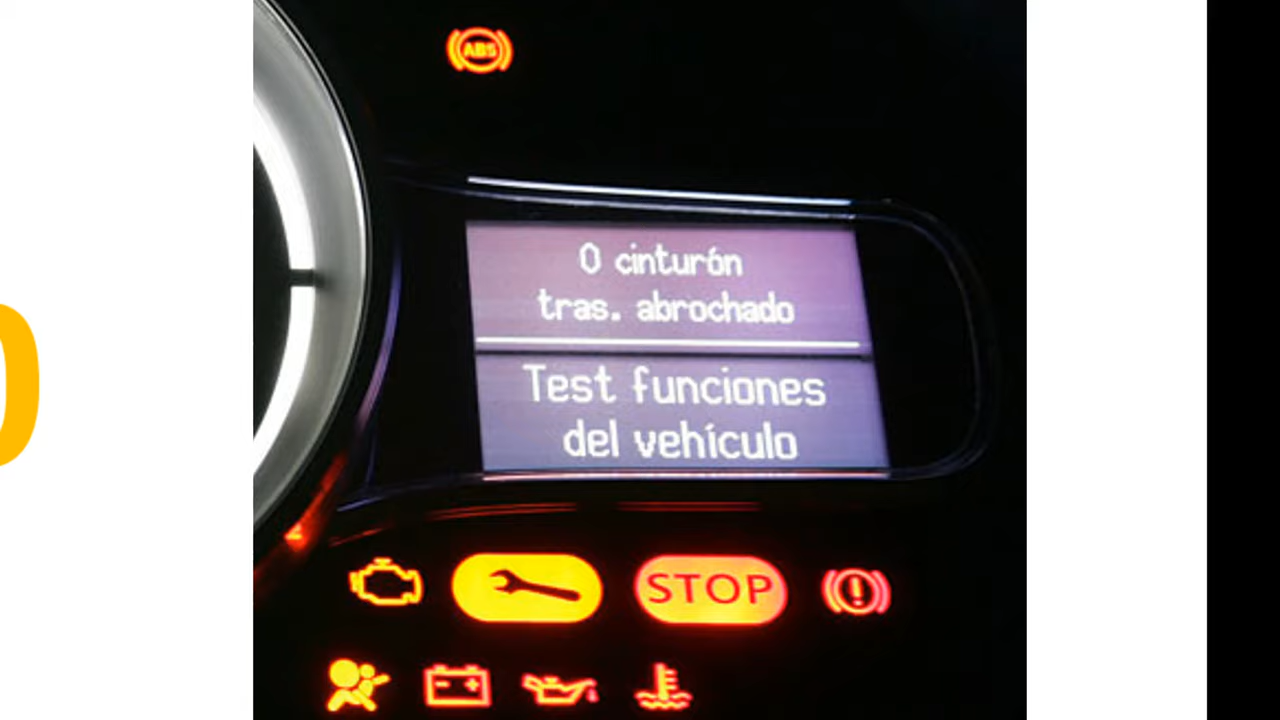 ABS
0 cinturón
tras. abrochado
Test funciones
del vehículo
STOP